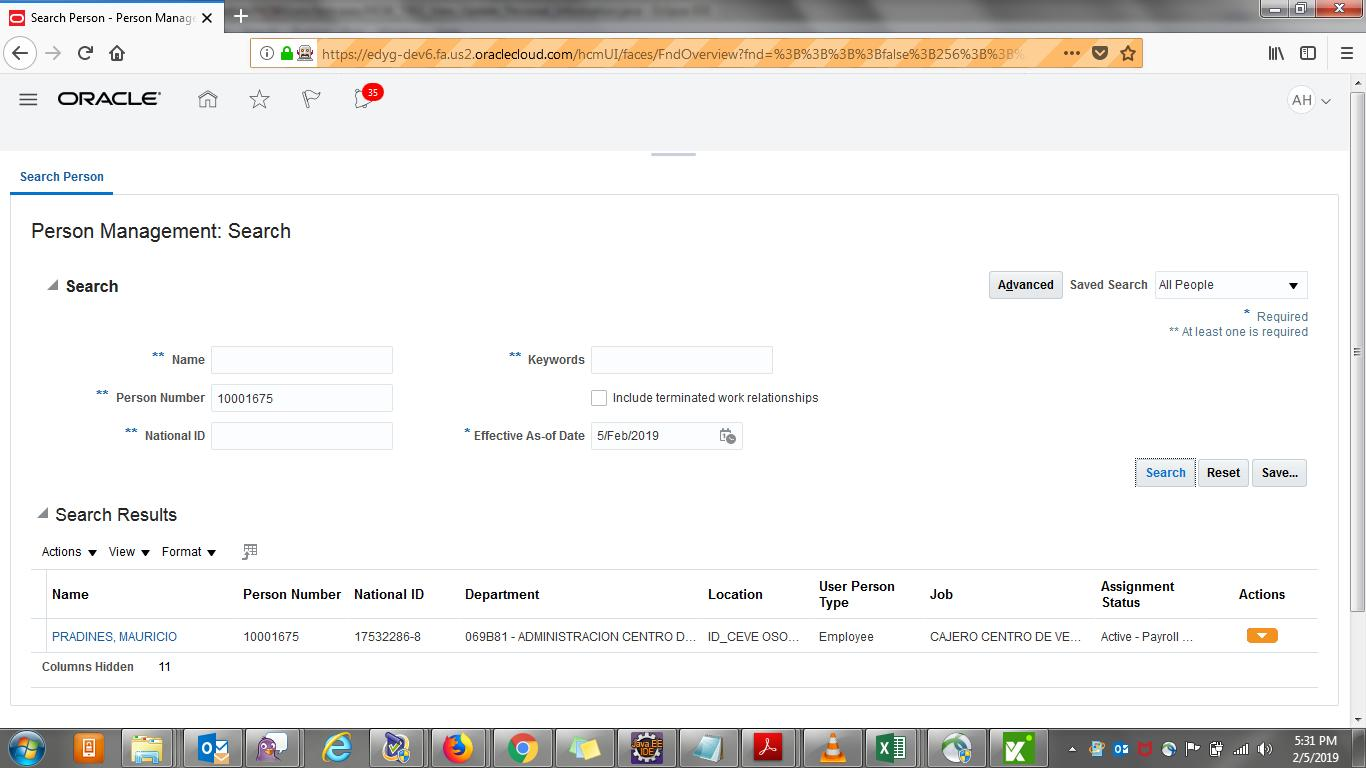 Search Person - Person Manage
https://edyg-dev6.fa.us2.oraclecloud.com/hcmUI/faces/FndOverview?fnd=%3B%3B%3B%3Bfalse%3B256%3B%3B%
ORACLE
35
AH
Search Person
Person Management: Search
Search
Advanced Saved Search All People
* Required
** At least one is required
** Name
** Keywords
** Person Number 10001675
Include terminated work relationships
** National ID
* Effective As-of Date 5/Feb/2019
Search Reset Save...
Search Results
Actions View Format
Name Person Number National ID Department Location User Person Type Job Assignment Status Actions
PRADINES, MAURICIO 10001675 17532286-8 069B81 - ADMINISTRACION CENTRO D... ID_CEVE OSO... Employee CAJERO CENTRO DE VE... Active - Payroll ...
Columns Hidden 11
Java EE
IDE
5:31 PM
2/5/2019